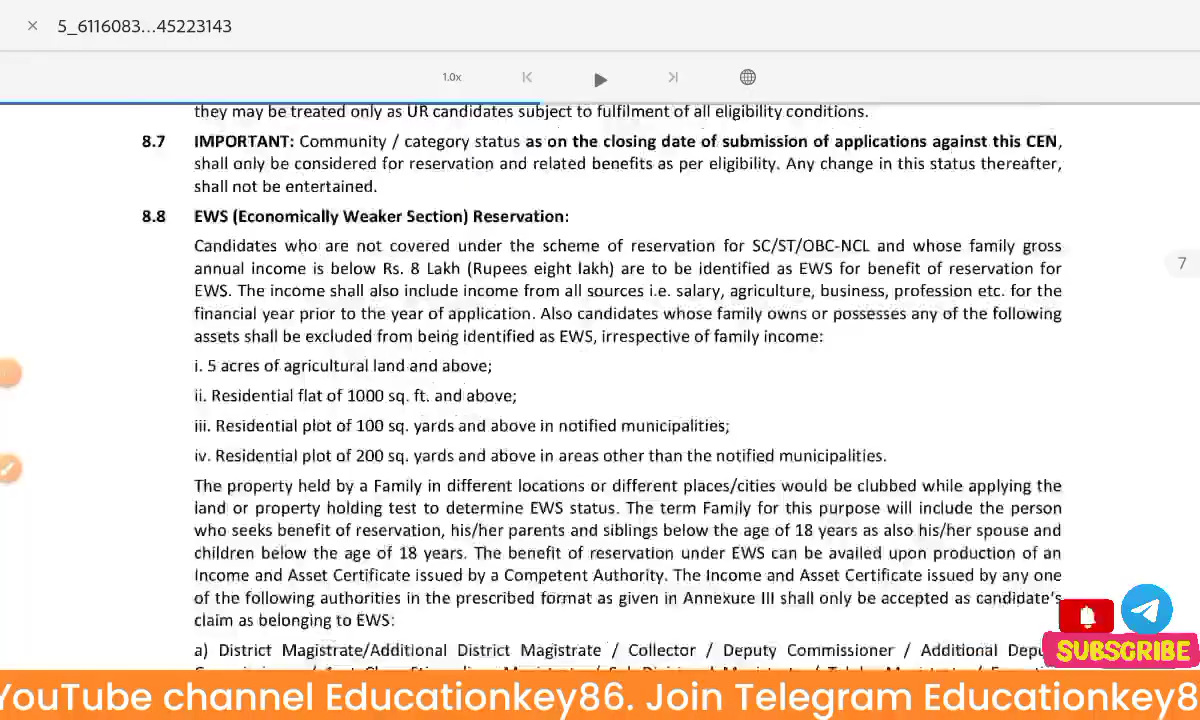 5_6116083...45223143
1.0x
they may be treated only as UR candidates subject to fulfilment of all eligibility conditions.
8.7 IMPORTANT: Community / category status as on the closing date of submission of applications against this CEN,
shall only be considered for reservation and related benefits as per eligibility. Any change in this status thereafter,
shall not be entertained.
8.8 EWS (Economically Weaker Section) Reservation:
Candidates who are not covered under the scheme of reservation for SC/ST/OBC-NCL and whose family gross
annual income is below Rs. 8 Lakh (Rupees eight lakh) are to be identified as EWS for benefit of reservation for
7
EWS. The income shall also include income from all sources i.e. salary, agriculture, business, profession etc. for the
financial year prior to the year of application. Also candidates whose family owns or possesses any of the following
assets shall be excluded from being identified as EWS, irrespective of family income:
i. 5 acres of agricultural land and above;
ii. Residential flat of 1000 sq. ft. and above;
iii. Residential plot of 100 sq. yards and above in notified municipalities;
iv. Residential plot of 200 sq. yards and above in areas other than the notified municipalities.
The property held by a Family in different locations or different places/cities would be clubbed while applying the
land or property holding test to determine EWS status. The term Family for this purpose will include the person
who seeks benefit of reservation, his/her parents and siblings below the age of 18 years as also his/her spouse and
children below the age of 18 years. The benefit of reservation under EWS can be availed upon production of an
Income and Asset Certificate issued by a Competent Authority. The Income and Asset Certificate issued by any one
of the following authorities in the prescribed format as given in Annexure III shall only be accepted as candidate's
claim as belonging to EWS:
a) District Magistrate/Additional District Magistrate / Collector / Deputy Commissioner / Additional
SUBSCRIBE
YouTube channel Educationkey86. Join Telegram Educationkey8